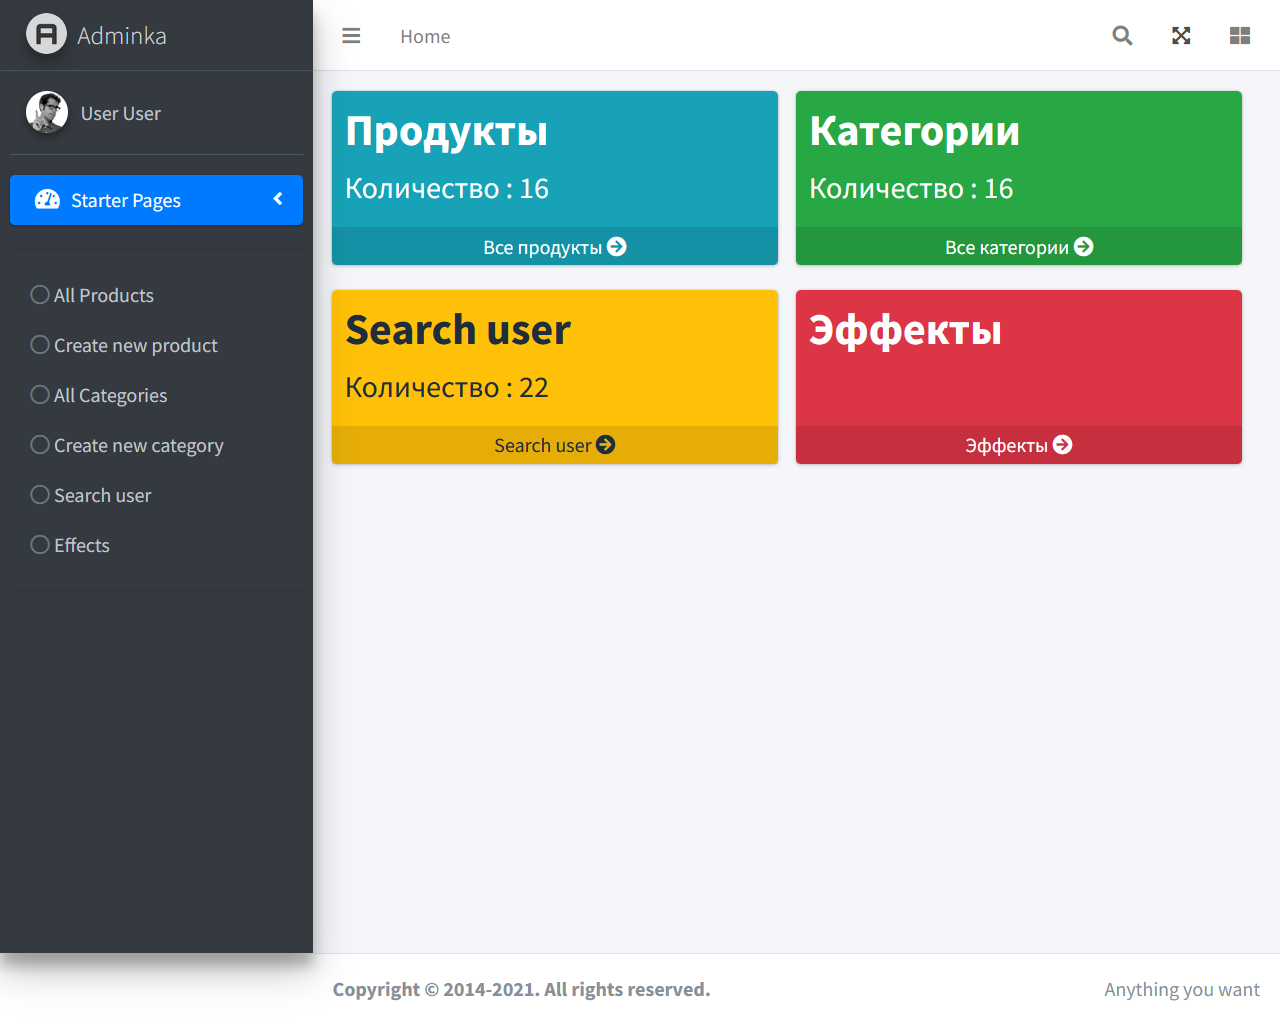 Adminka
Home
User User
Starter Pages
All Products
Create new product
All Categories
Create new category
Search user
Effects
Продукты
Количество : 16
Все продукты
Категории
Количество : 16
Все категории
Search user
Количество : 22
Search user
Эффекты
Эффекты
Copyright © 2014-2021. All rights reserved.
Anything you want